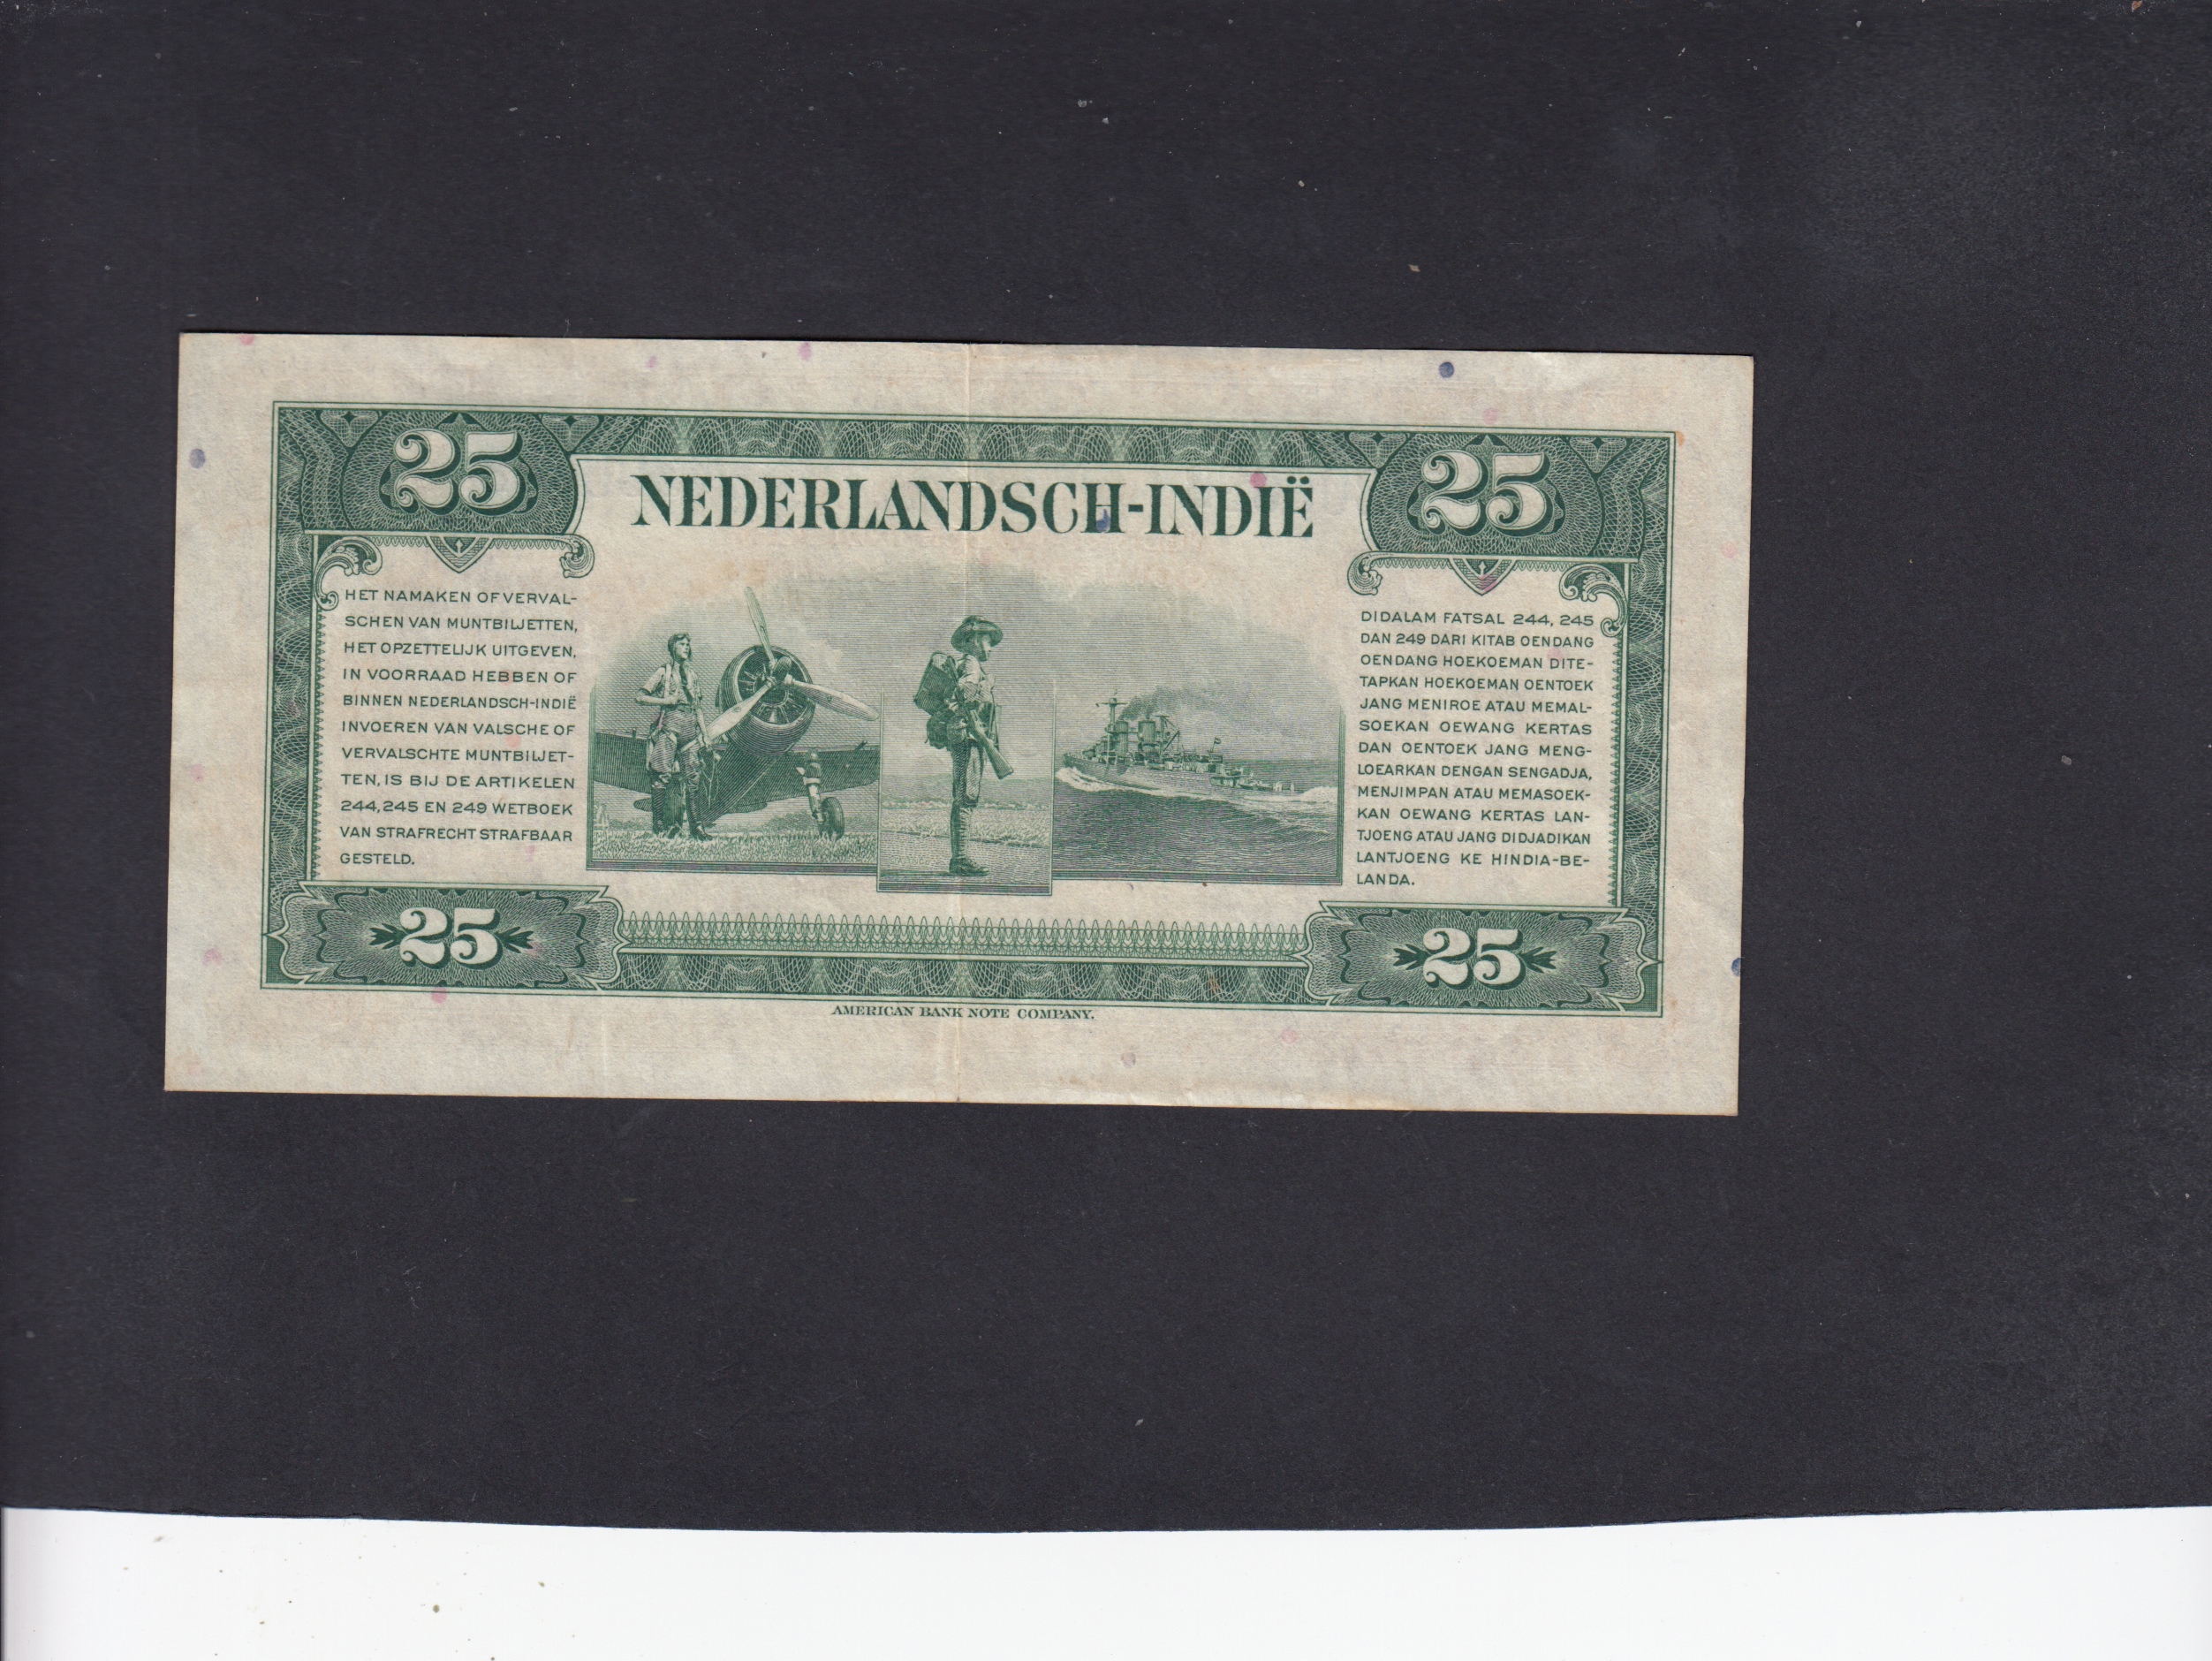 25
25
NEDERLANDSCH-INDIË
HET NAMAKEN OF VERVAL-
SCHEN VAN MUNTBILJETTEN,
HET OPZETTELIJK UITGEVEN,
IN VOORRAAD HEBBEN OF
BINNEN NEDERLANDSCH-INDIË
INVOEREN VAN VALSCHE OF
VERVALSCHTE MUNTBILJET-
TEN, IS BIJ DE ARTIKELEN
244, 245 EN 249 WETBOEK
VAN STRAFRECHT STRAFBAAR
GESTELD.
DIDALAM FATSAL 244, 245
DAN 249 DARI KITAB OENDANG
OENDANG HOEKOEMAN DITE-
TAPKAN HOEKOEMAN OENTOEK
JANG MENIROE ATAU MEMAL-
SOEKAN OEWANG KERTAS
DAN OENTOEK JANG MENG-
LOEARKAN DENGAN SENGADJA,
MENJIMPAN ATAU MEMASOEK-
KAN OEWANG KERTAS LAN-
TJOENG ATAU JANG DIDJADIKAN
LANTJOENG KE HINDIA-BE-
LANDA.
25
25
AMERICAN BANK NOTE COMPANY.